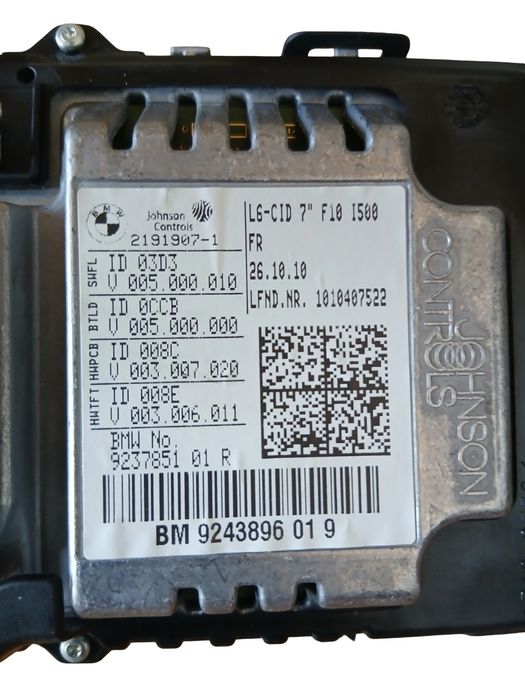 BMW
Johnson
Controls
2191907-1
SWFL
ID 03D3
V 005.000.010
BTLD
ID 0CCB
V 005.000.000
HWPCB
ID 008C
V 003.007.020
HWTFT
ID 008E
V 003.006.011
BMW No.
9237851 01 R
L6-CID 7" F10 I500
FR
26.10.10
LFND.NR. 1010407522
BM 9243896 01 9
JOHNSON
CONTROLS